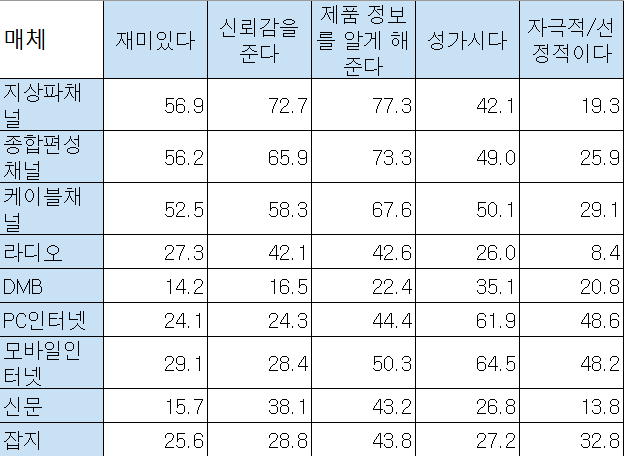 매체 재미있다 신뢰감을 준다 제품 정보를 알게 해준다 성가시다 자극적/선정적이다
지상파채널 56.9 72.7 77.3 42.1 19.3
종합편성채널 56.2 65.9 73.3 49.0 25.9
케이블채널 52.5 58.3 67.6 50.1 29.1
라디오 27.3 42.1 42.6 26.0 8.4
DMB 14.2 16.5 22.4 35.1 20.8
PC인터넷 24.1 24.3 44.4 61.9 48.6
모바일인터넷 29.1 28.4 50.3 64.5 48.2
신문 15.7 38.1 43.2 26.8 13.8
잡지 25.6 28.8 43.8 27.2 32.8